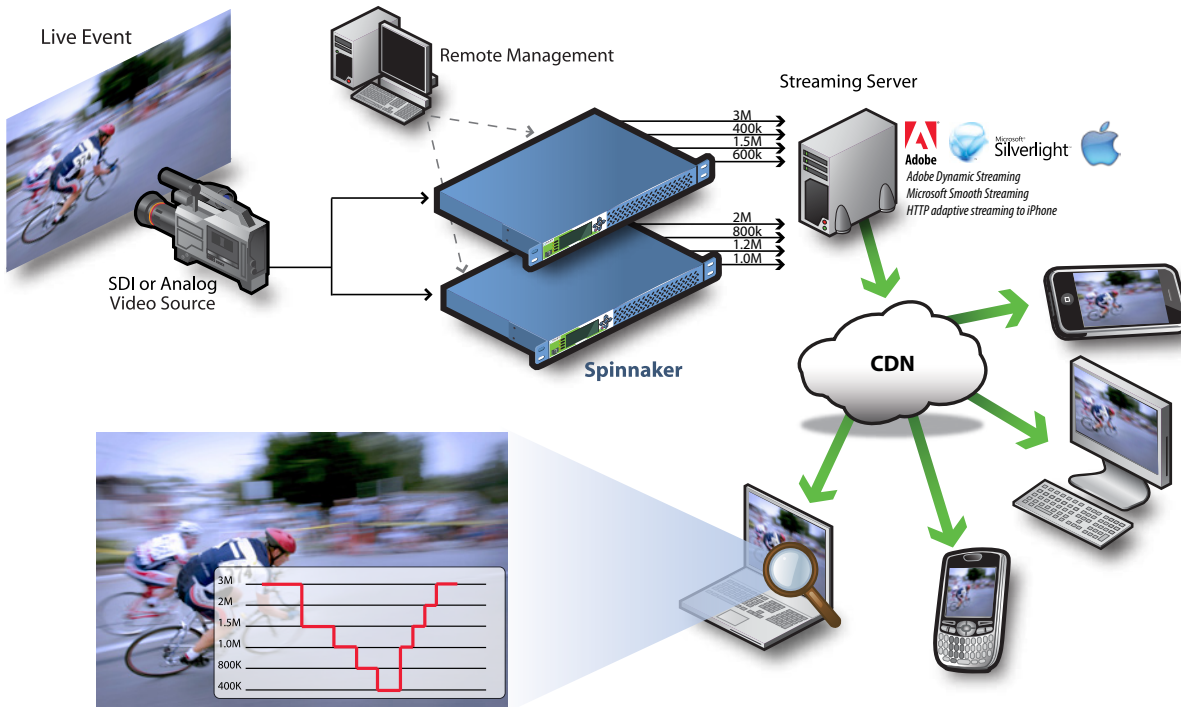 Live Event
Remote Management
Streaming Server
3M
400k
1.5M
600k
Adobe
Microsoft®
Silverlight
Adobe Dynamic Streaming
Microsoft Smooth Streaming
HTTP adaptive streaming to iPhone
2M
800k
1.2M
1.0M
SDI or Analog
Video Source
Spinnaker
CDN
3M
2M
1.5M
1.0M
800K
400K